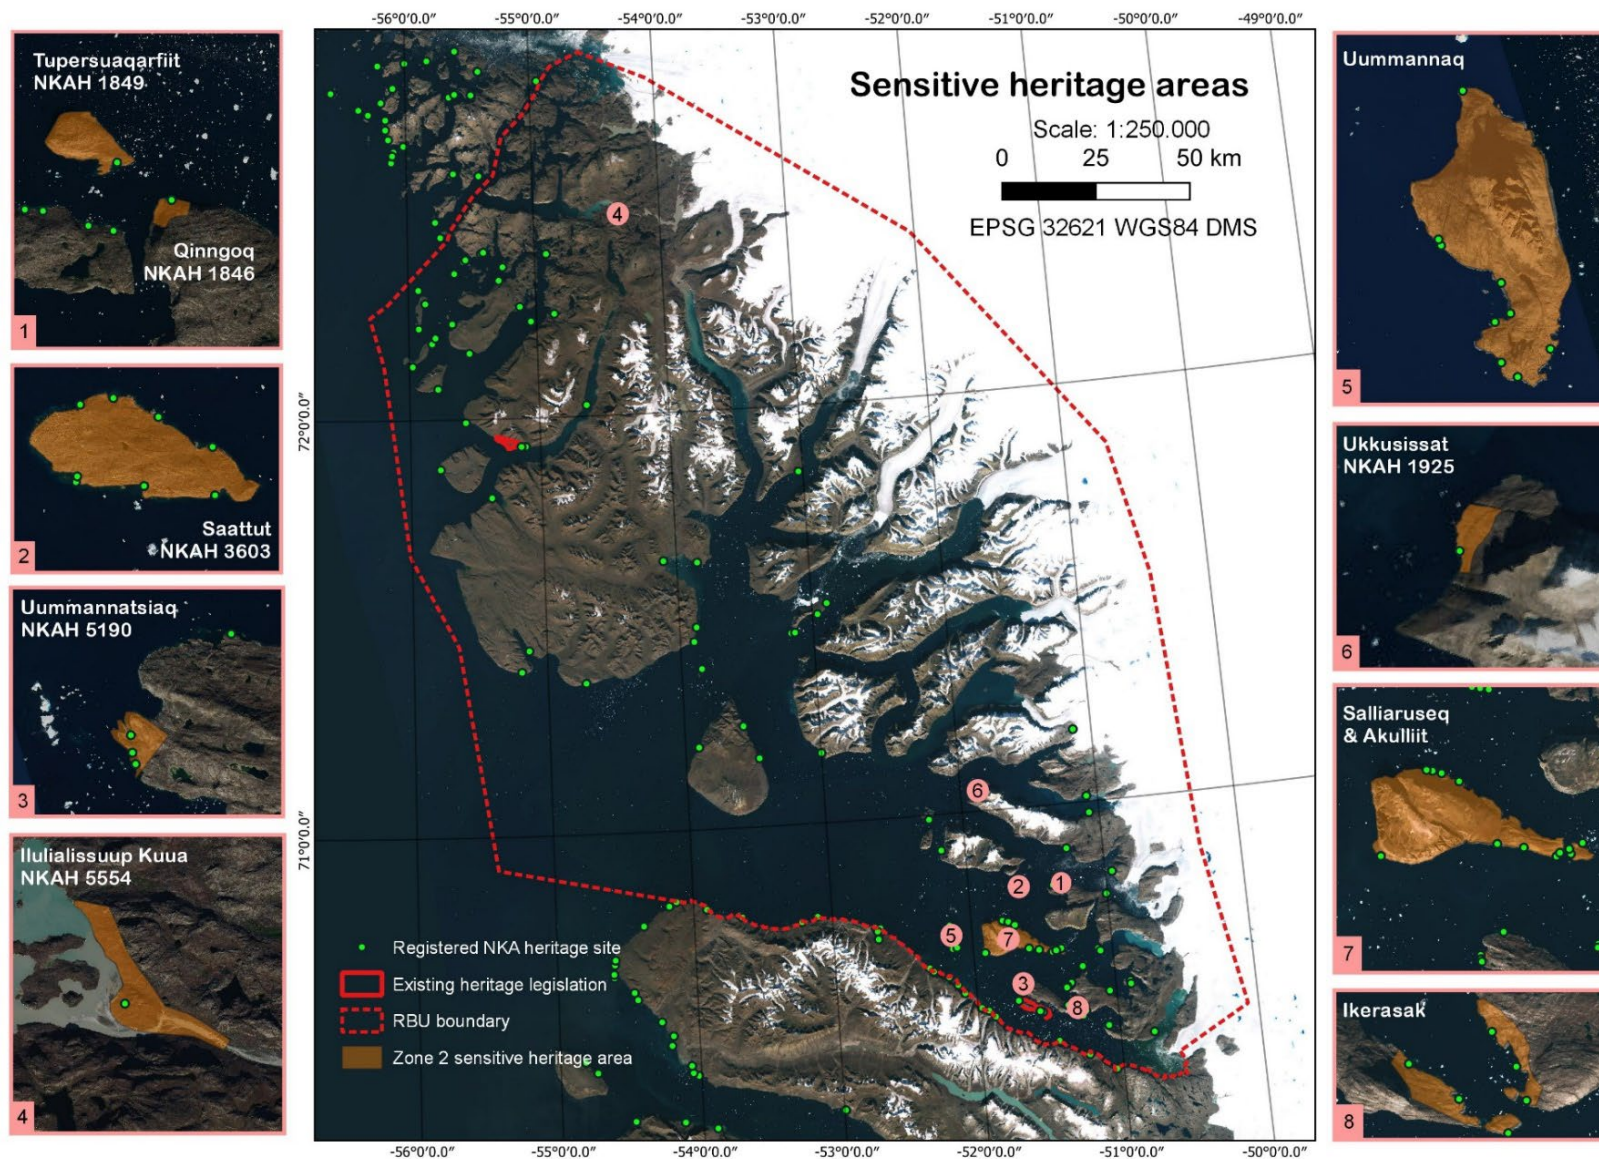 -56°0'0.0" -55°0'0.0" -54°0'0.0" -53°0'0.0" -52°0'0.0" -51°0'0.0" -50°0'0.0" -49°0'0.0"
Tupersuaqarfiit
NKAH 1849
Qinngoq
NKAH 1846
1
Saattut
NKAH 3603
2
Uummannatsiaq
NKAH 5190
3
Ilulialissuup Kuua
NKAH 5554
4
Sensitive heritage areas
Scale: 1:250.000
0 25 50 km
EPSG 32621 WGS84 DMS
4
72°0'0.0"
6
71°0'0.0"
2
1
5
7
3
8
Registered NKA heritage site
Existing heritage legislation
RBU boundary
Zone 2 sensitive heritage area
Uummannaq
5
Ukkusissat
NKAH 1925
6
Salliaruseq
& Akulliit
7
Ikerasak
8
-56°0'0.0" -55°0'0.0" -54°0'0.0" -53°0'0.0" -52°0'0.0" -51°0'0.0" -50°0'0.0"